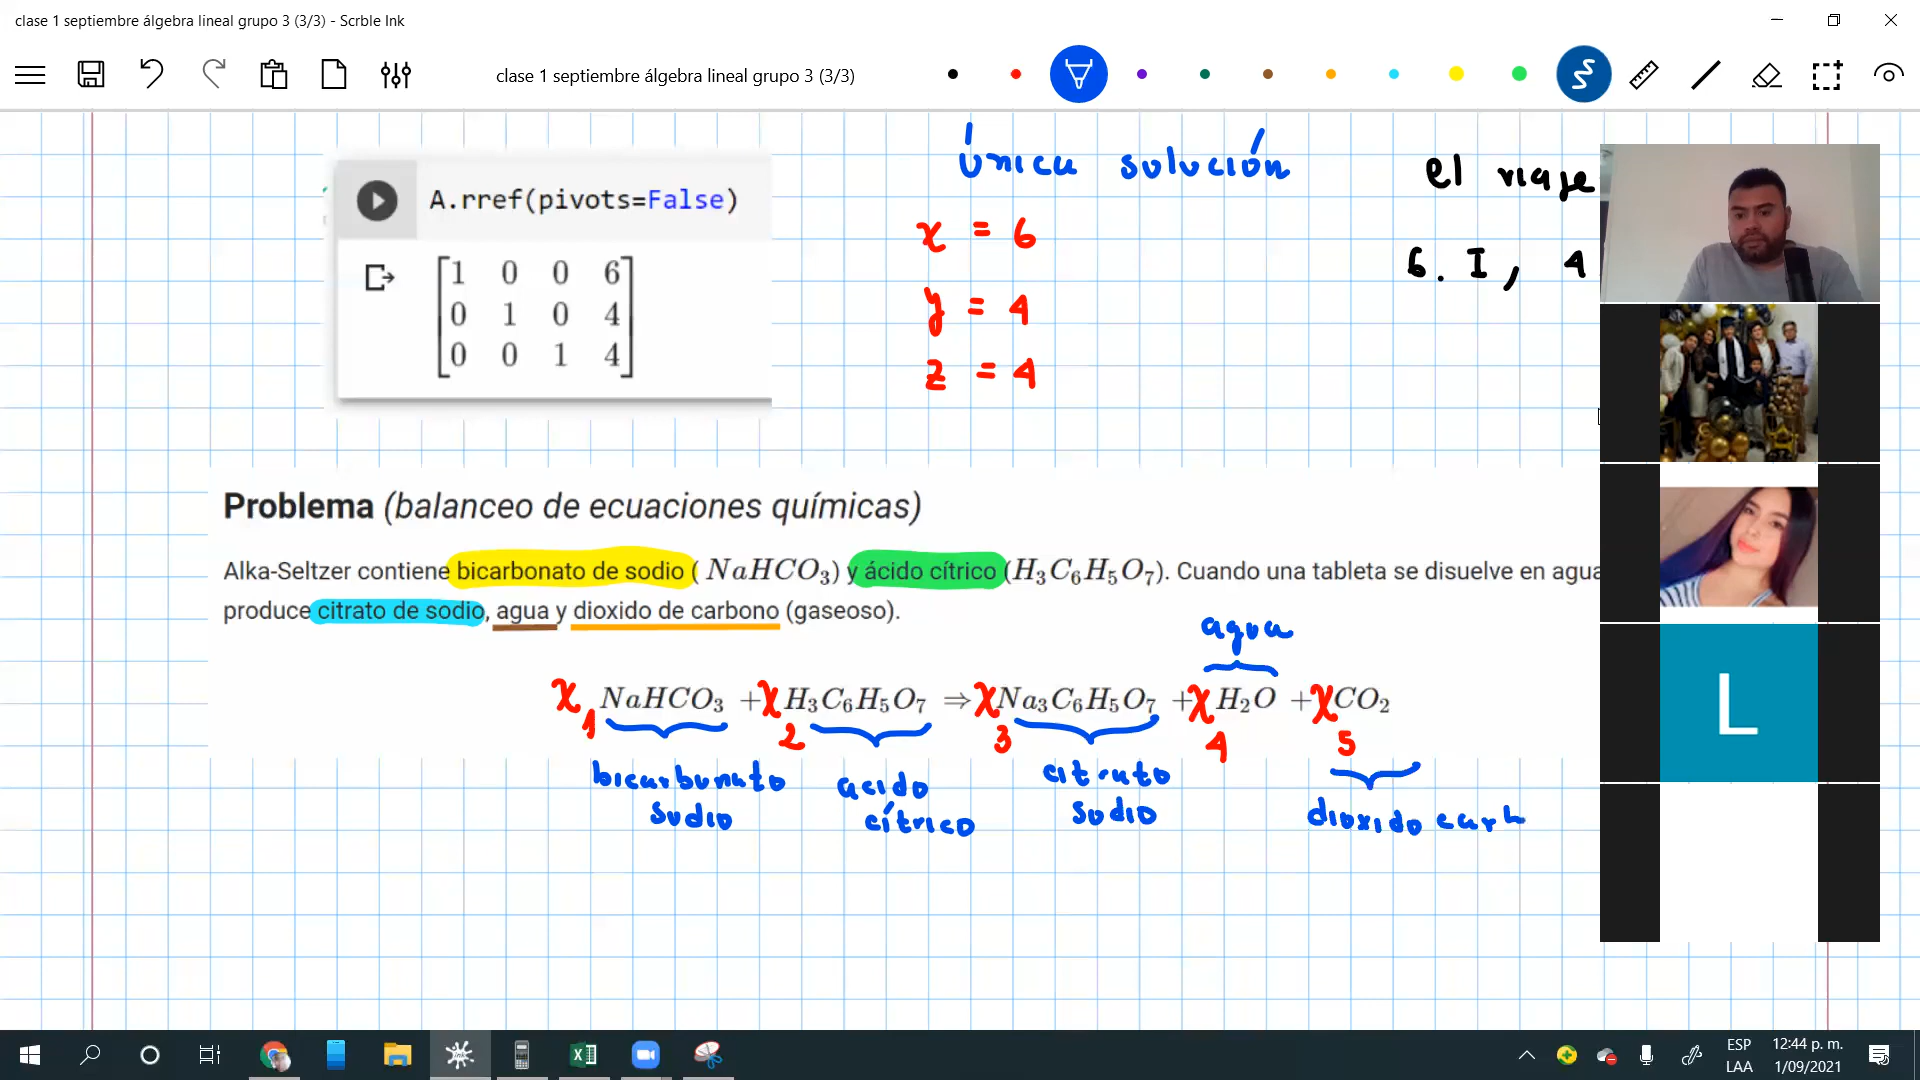 clase 1 septiembre álgebra lineal grupo 3 (3/3) - Scrble Ink
clase 1 septiembre álgebra lineal grupo 3 (3/3)
única solución
el viaje
A.rref(pivots=False)
x = 6
6. I, 4
1 0 0 6
0 1 0 4
0 0 1 4
y = 4
z = 4
Problema (balanceo de ecuaciones químicas)
Alka-Seltzer contiene bicarbonato de sodio ( NaHCO₃) y ácido cítrico (H₃C₆H₅O₇). Cuando una tableta se disuelve en agua
produce citrato de sodio, agua y dioxido de carbono (gaseoso).
agua
x₁ NaHCO₃ + x₂ H₃C₆H₅O₇ ⇒ x₃ Na₃C₆H₅O₇ + x₄ H₂O + x₅ CO₂
bicarbonato sodio
acido cítrico
citrato sodio
dioxido carb
L
ESP
LAA
12:44 p. m.
1/09/2021